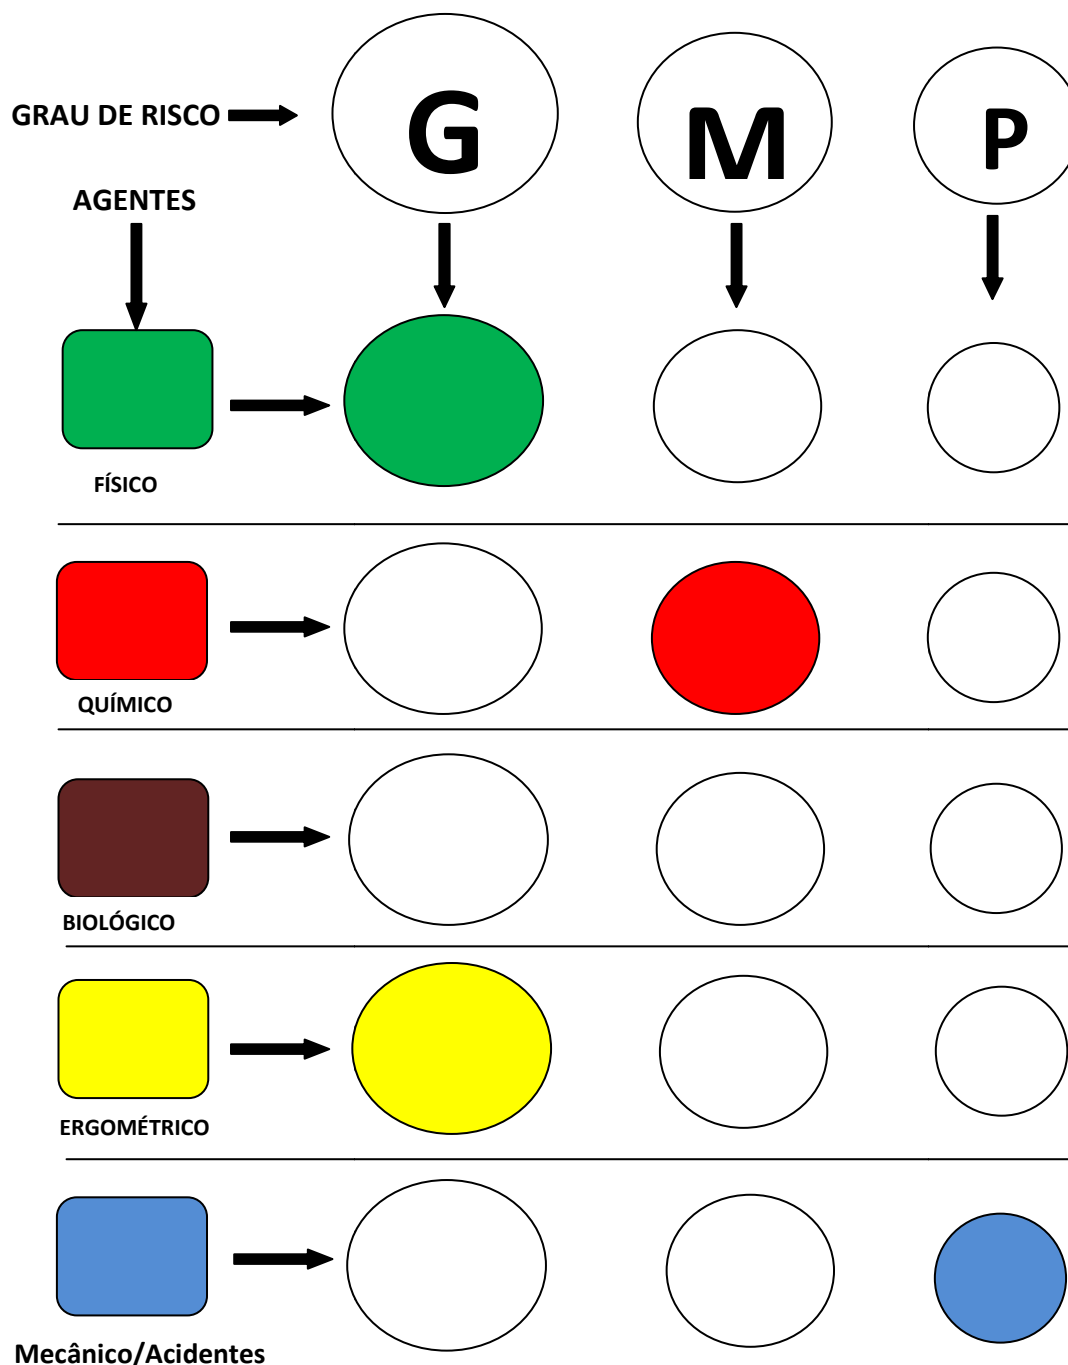 GRAU DE RISCO
G
M
P
AGENTES
FÍSICO
QUÍMICO
BIOLÓGICO
ERGOMÉTRICO
Mecânico/Acidentes